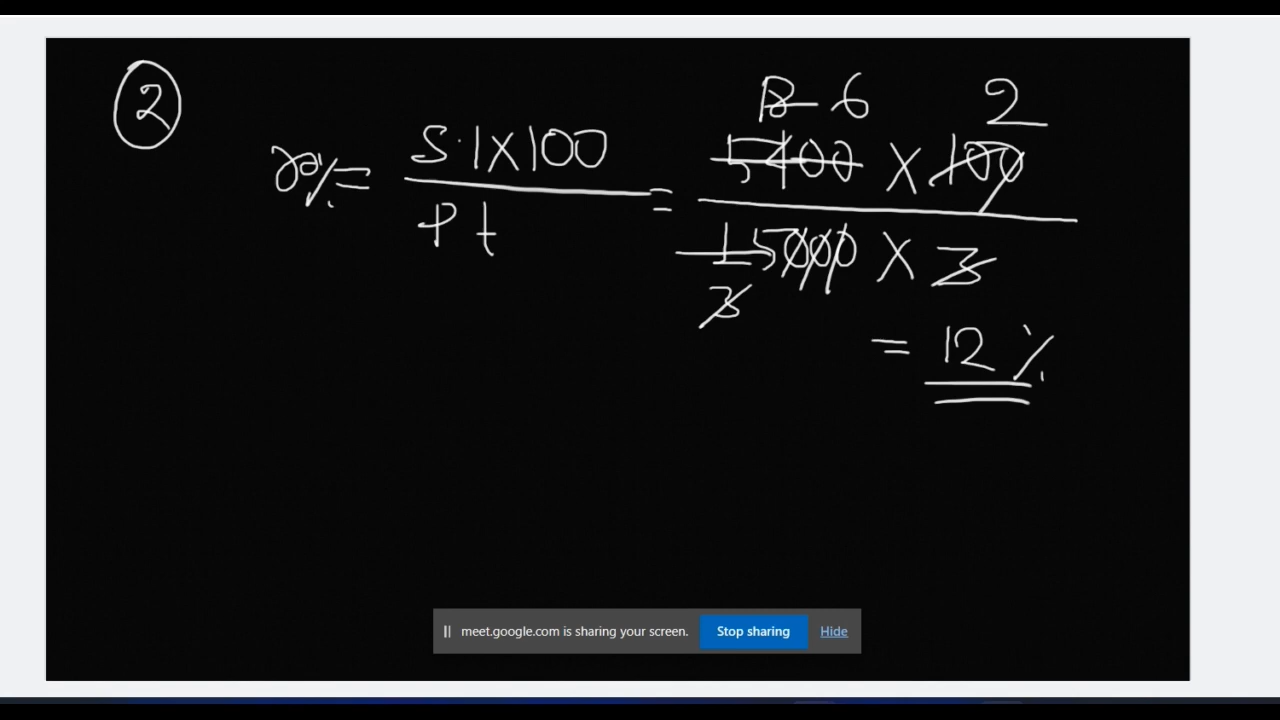 2
r% = S.I X 100 / P t = 5400 X 100 / 15000 X 3
18 6 2
3
= 12 %
meet.google.com is sharing your screen. Stop sharing Hide